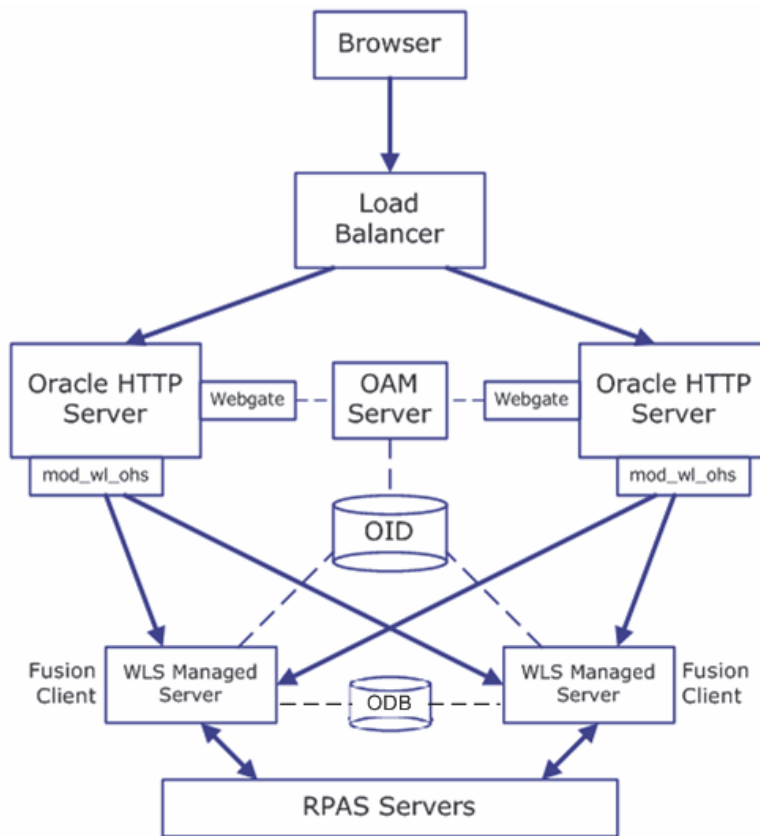 Browser
Load
Balancer
Oracle HTTP
Server
Webgate
OAM
Server
Webgate
Oracle HTTP
Server
mod_wl_ohs
mod_wl_ohs
OID
Fusion
Client
WLS Managed
Server
ODB
WLS Managed
Server
Fusion
Client
RPAS Servers